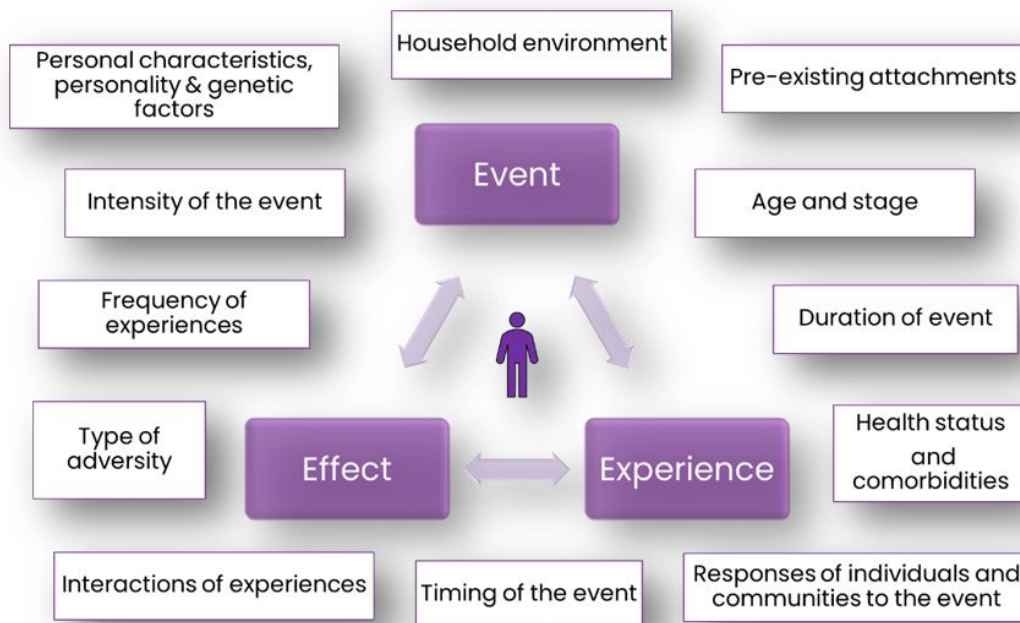 Household environment
Personal characteristics,
personality & genetic
factors
Pre-existing attachments
Event
Intensity of the event
Age and stage
Frequency of
experiences
Duration of event
Type of
adversity
Effect
Experience
Health status
and
comorbidities
Interactions of experiences
Timing of the event
Responses of individuals and
communities to the event